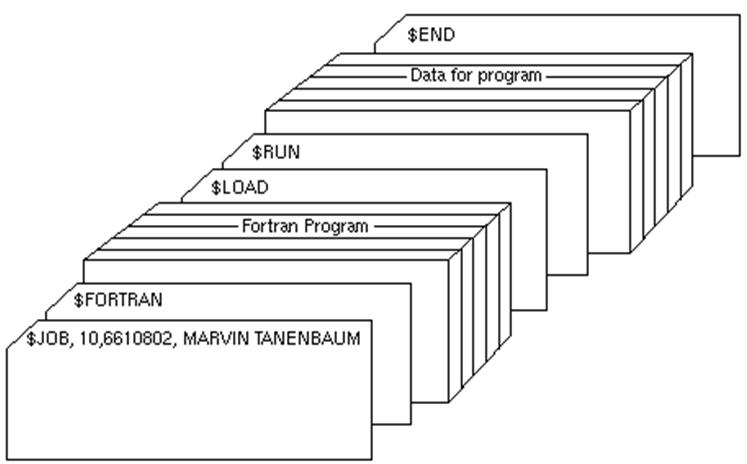 $END
Data for program
$RUN
$LOAD
Fortran Program
$FORTRAN
$JOB, 10,6610802, MARVIN TANENBAUM